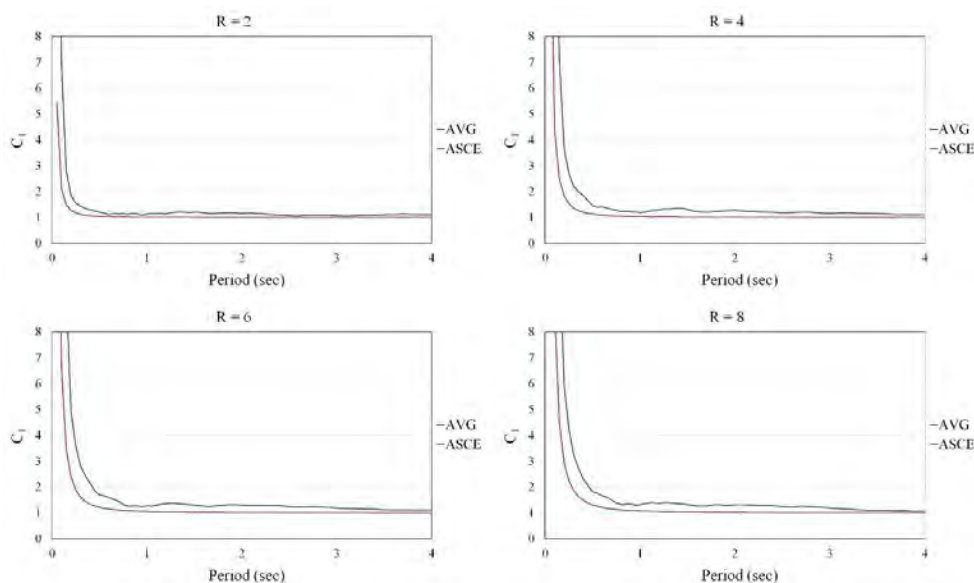 R = 2
8
7
6
5
4
3
2
1
0
C₁
0 1 2 3 4
Period (sec)
AVG
ASCE
R = 4
8
7
6
5
4
3
2
1
0
C₁
0 1 2 3 4
Period (sec)
AVG
ASCE
R = 6
8
7
6
5
4
3
2
1
0
C₁
0 1 2 3 4
Period (sec)
AVG
ASCE
R = 8
8
7
6
5
4
3
2
1
0
C₁
0 1 2 3 4
Period (sec)
AVG
ASCE